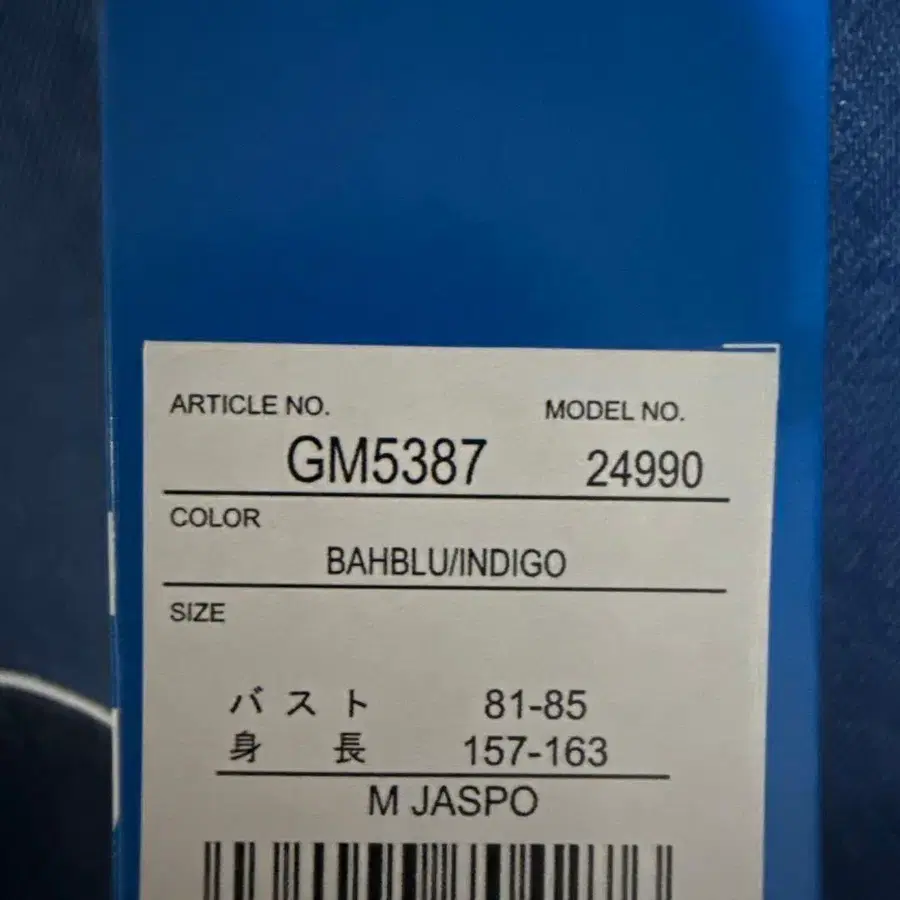 ARTICLE NO. MODEL NO.
GM5387 24990
COLOR
BAHBLU/INDIGO
SIZE
バスト 81-85
身長 157-163
M JASPO